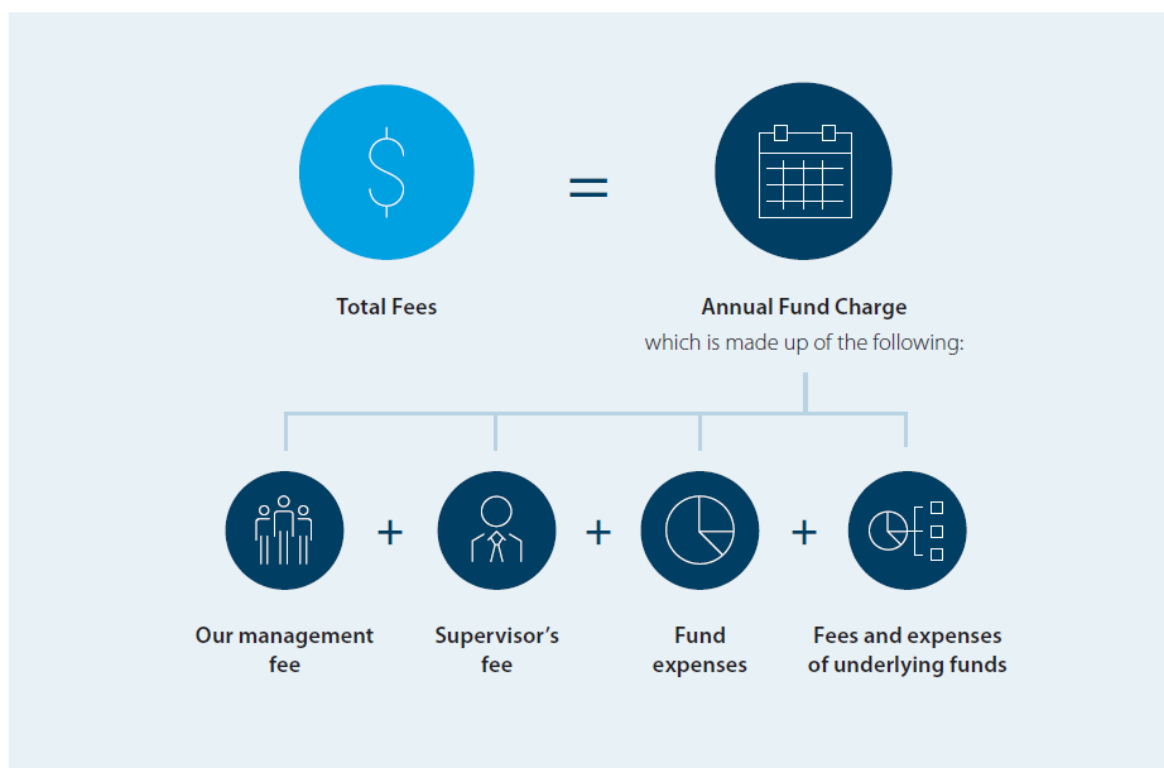 $
=
Total Fees
Annual Fund Charge
which is made up of the following:
+ + +
Our management
fee
Supervisor's
fee
Fund
expenses
Fees and expenses
of underlying funds